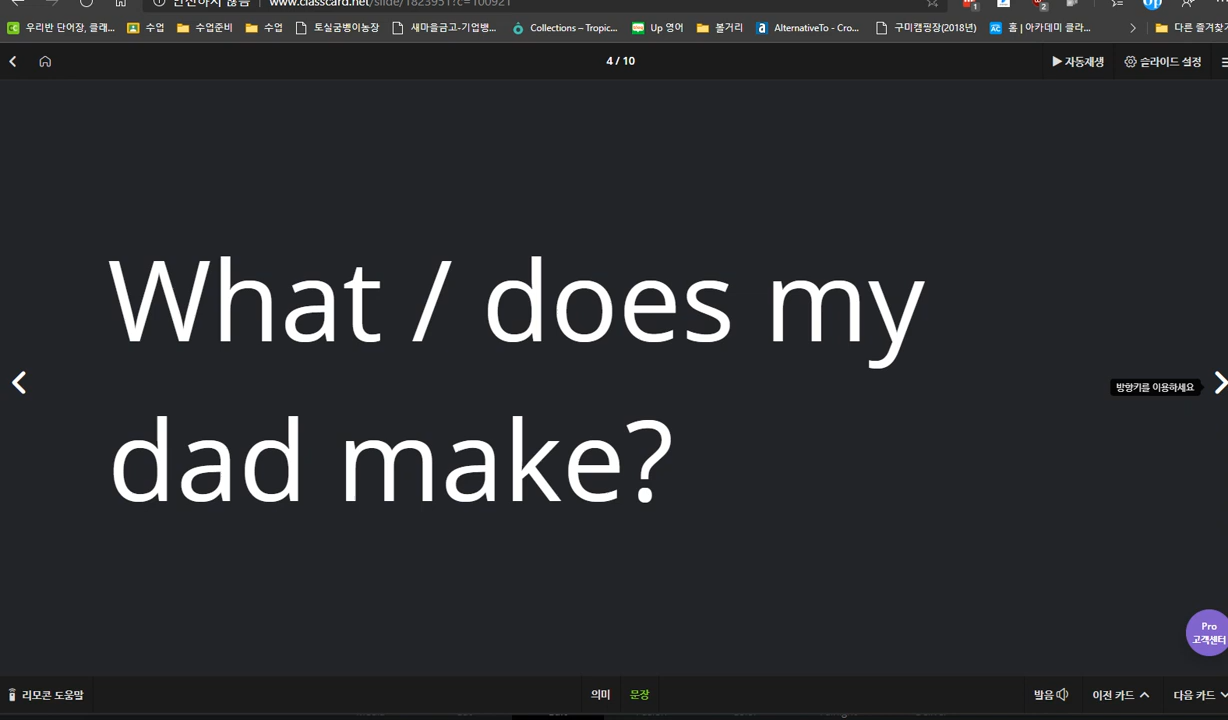 www.classcard.net/slide/1823951?c=100921
우리반 단어장, 클래... 수업 수업준비 수업 토실굼벵이농장 새마을금고-기업뱅... Collections – Tropic... Up 영어 볼거리 AlternativeTo - Cro... 구미캠핑장(2018년) 홈 | 아카데미 클라... 다른 즐겨찾기
4 / 10 자동재생 슬라이드 설정
What / does my
방향키를 이용하세요
dad make?
Pro
고객센터
리모콘 도움말 의미 문장 발음 이전 카드 다음 카드